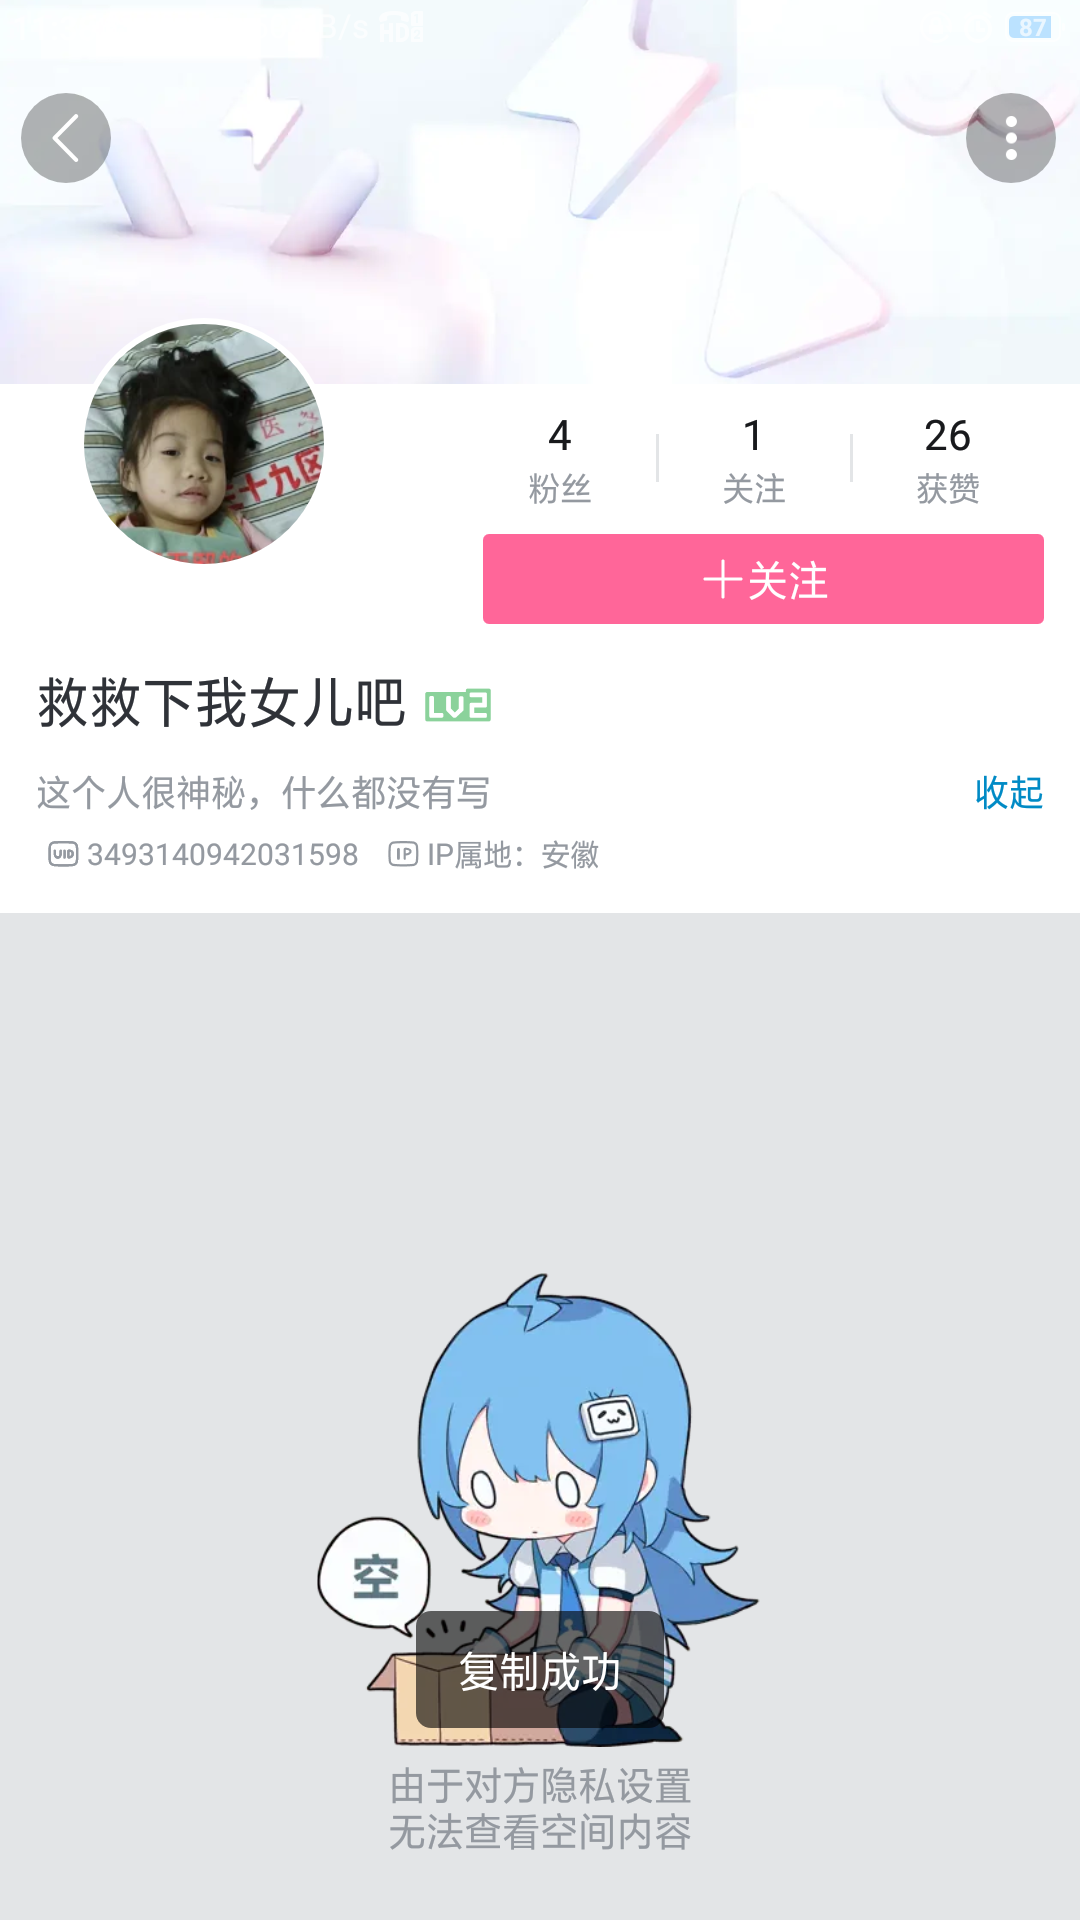 B/s HD
87
医
三十九区
4
粉丝
1
关注
26
获赞
关注
救救下我女儿吧 LV2
这个人很神秘，什么都没有写
收起
UID 3493140942031598 IP IP属地：安徽
空
复制成功
由于对方隐私设置
无法查看空间内容